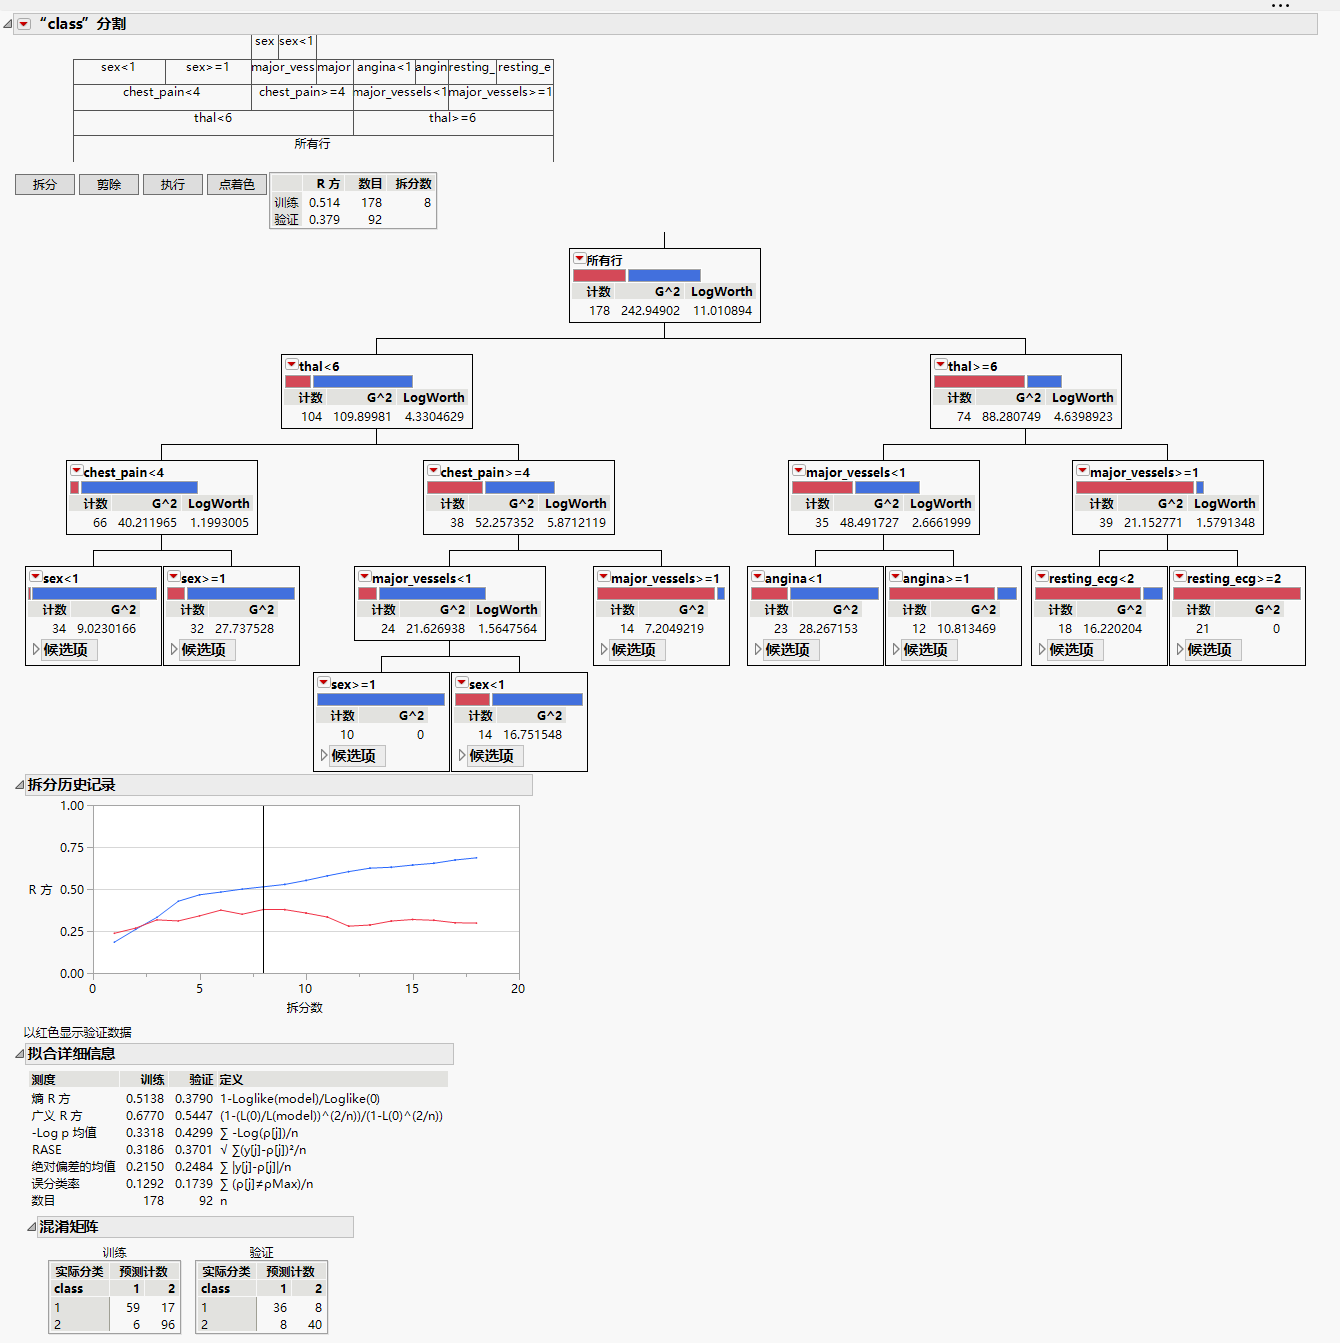 “class” 分割
sex sex<1
sex<1 sex>=1 major_vess major angina<1 angin resting_ resting_e
chest_pain<4 chest_pain>=4 major_vessels<1 major_vessels>=1
thal<6 thal>=6
所有行
拆分 剪除 执行 点着色
R 方 数目 拆分数
训练 0.514 178 8
验证 0.379 92
所有行
计数 G^2 LogWorth
178 242.94902 11.010894
thal<6 thal>=6
计数 G^2 LogWorth 计数 G^2 LogWorth
104 109.89981 4.3304629 74 88.280749 4.6398923
chest_pain<4 chest_pain>=4 major_vessels<1 major_vessels>=1
计数 G^2 LogWorth 计数 G^2 LogWorth 计数 G^2 LogWorth 计数 G^2 LogWorth
66 40.211965 1.1993005 38 52.257352 5.8712119 35 48.491727 2.6661999 39 21.152771 1.5791348
sex<1 sex>=1 major_vessels<1 major_vessels>=1 angina<1 angina>=1 resting_ecg<2 resting_ecg>=2
计数 G^2 计数 G^2 计数 G^2 LogWorth 计数 G^2 计数 G^2 计数 G^2 计数 G^2 计数 G^2
34 9.0230166 32 27.737528 24 21.626938 1.5647564 14 7.2049219 23 28.267153 12 10.813469 18 16.220204 21 0
候选项 候选项 候选项 候选项 候选项 候选项 候选项
sex>=1 sex<1
计数 G^2 计数 G^2
10 0 14 16.751548
候选项 候选项
拆分历史记录
1.00
0.75
R 方 0.50
0.25
0.00
0 5 10 15 20
拆分数
以红色显示验证数据
拟合详细信息
测度 训练 验证 定义
熵 R 方 0.5138 0.3790 1-Loglike(model)/Loglike(0)
广义 R 方 0.6770 0.5447 (1-(L(0)/L(model))^(2/n))/(1-L(0)^(2/n))
-Log p 均值 0.3318 0.4299 ∑ -Log(ρ[j])/n
RASE 0.3186 0.3701 √ ∑(y[j]-ρ[j])²/n
绝对偏差的均值 0.2150 0.2484 ∑ |y[j]-ρ[j]|/n
误分类率 0.1292 0.1739 ∑ (ρ[j]≠ρMax)/n
数目 178 92 n
混淆矩阵
训练 验证
实际分类 预测计数 实际分类 预测计数
class 1 2 class 1 2
1 59 17 1 36 8
2 6 96 2 8 40